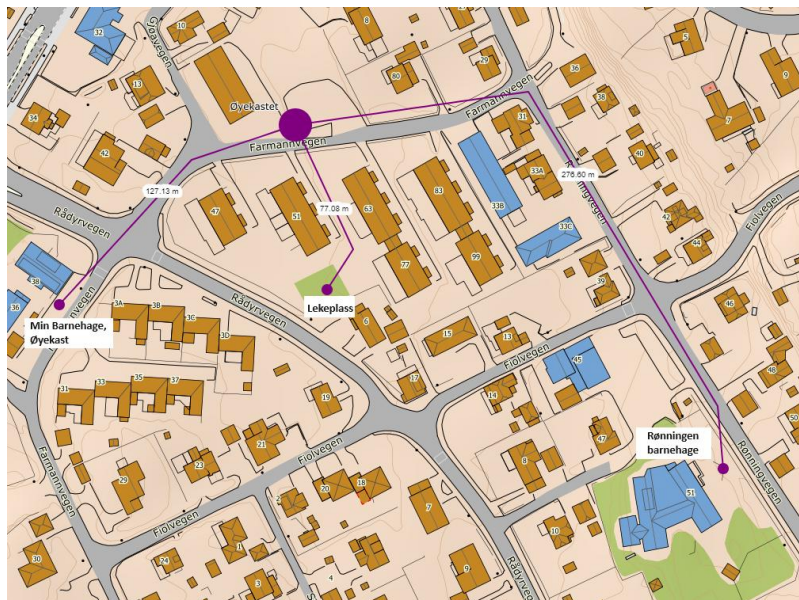 32
10
8
Gjøavegen
80
29
5
9
13
36
34
38
7
Øyekastet
Farmannvegen
31
Farmannvegen
42
33A
40
127.13 m
276.60 m
Rønningvegen
47
51
77.08 m
63
83
33B
42
Rådyrvegen
33C
44
Fiolvegen
38
77
99
39
36
Min Barnehage,
Øyekast
Lekeplass
3A
3B
3C
3D
Rådyrvegen
6
15
13
46
45
48
31
33
35
37
19
17
Fiolvegen
14
47
50
Farmannvegen
21
Fiolvegen
23
29
8
Rønningen
barnehage
Rønningvegen
20
18
2
7
51
Fiolvegen
1
10
30
24
3
4
9
Rådyrvegen